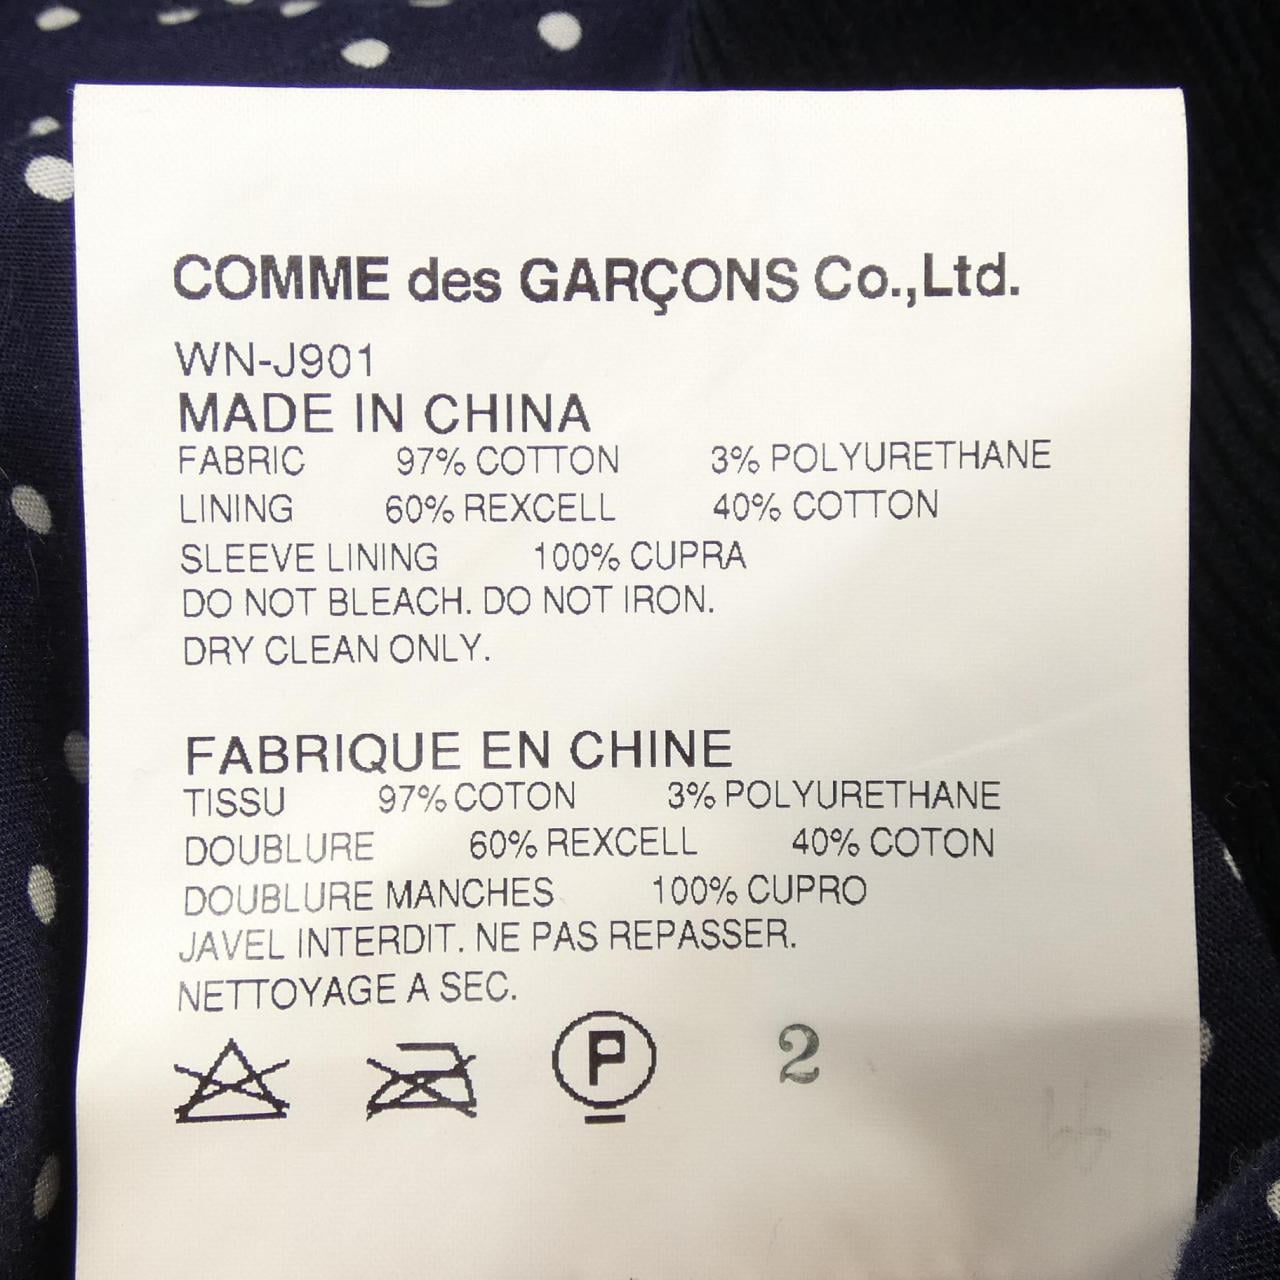 COMME des GARÇONS Co.,Ltd.
WN-J901
MADE IN CHINA
FABRIC 97% COTTON 3% POLYURETHANE
LINING 60% REXCELL 40% COTTON
SLEEVE LINING 100% CUPRA
DO NOT BLEACH. DO NOT IRON.
DRY CLEAN ONLY.
FABRIQUE EN CHINE
TISSU 97% COTON 3% POLYURETHANE
DOUBLURE 60% REXCELL 40% COTON
DOUBLURE MANCHES 100% CUPRO
JAVEL INTERDIT. NE PAS REPASSER.
NETTOYAGE A SEC.
P 2